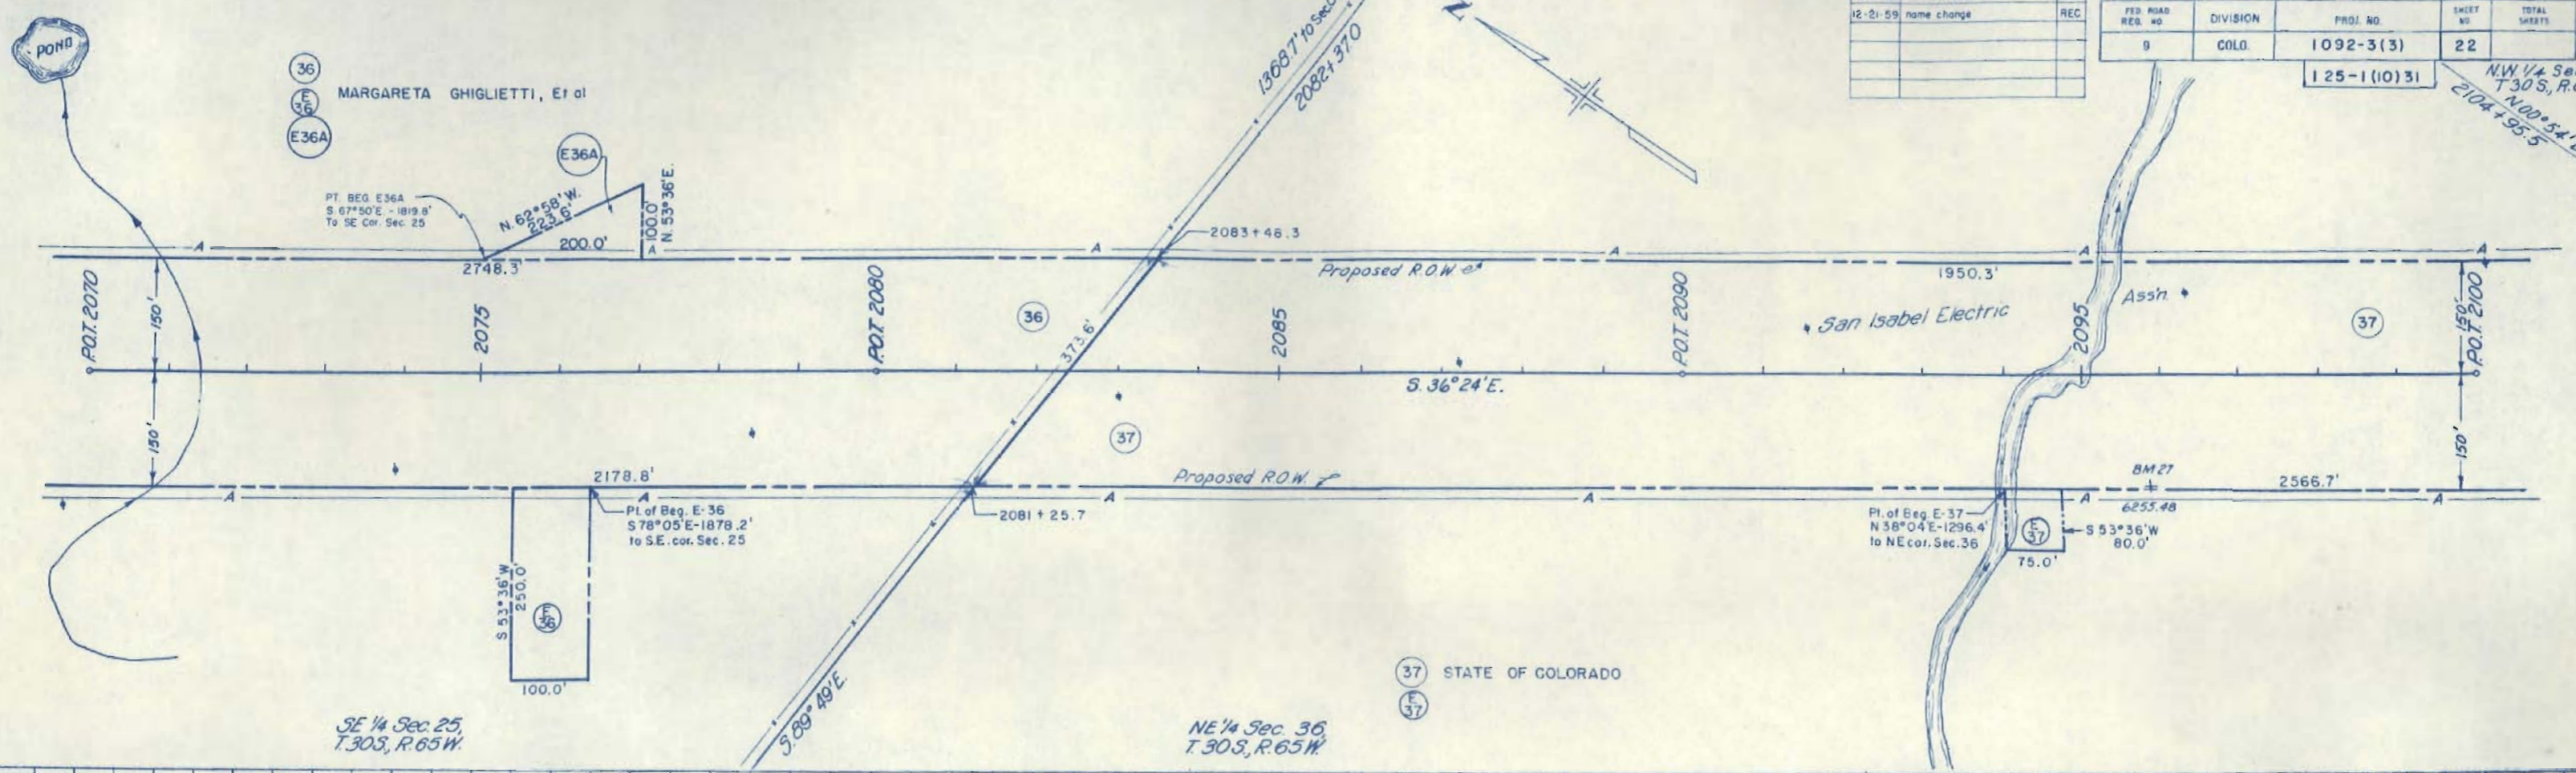 POND
36
E
36
E36A
MARGARETA GHIGLIETTI, Et al
E36A
PT. BEG. E36A
S. 67°50'E. - 1819.8'
To SE Cor. Sec. 25
N. 62°58'W.
223.6'
200.0'
100.0'
N. 53°36'E.
1368.7' to Sec.
2082+37.0
12-21-59 name change REC
FED. ROAD REG. NO. DIVISION PROJ. NO. SHEET NO. TOTAL SHEETS
9 COLO. 1092-3(3) 22
I 25-1(10)31
N.W. 1/4
T30S., R.
N.00°54'
2104+95.5
A
A
A
A
A
A
2083+46.3
2748.3'
Proposed R.O.W.
1950.3'
P.O.T. 2070
150'
2075
P.O.T. 2080
36
373.6'
2085
P.O.T. 2090
San Isabel Electric
2095
Ass'n.
37
150'
P.O.T. 2100
S. 36°24'E.
150'
37
150'
2178.8'
Proposed R.O.W.
BM 27
2566.7'
A
A
A
A
A
A
6255.48
Pt. of Beg. E-36
S 78°05'E-1878.2'
to S.E. cor. Sec. 25
2081 + 25.7
Pt. of Beg. E-37
N 38°04'E-1296.4'
to NE cor. Sec. 36
E
37
S 53°36'W
80.0'
75.0'
S 53°36'W
250.0'
E
36
100.0'
S. 89°49'E.
37
STATE OF COLORADO
E
37
SE 1/4 Sec. 25,
T.30S., R.65W.
NE 1/4 Sec. 36,
T. 30S., R.65W.